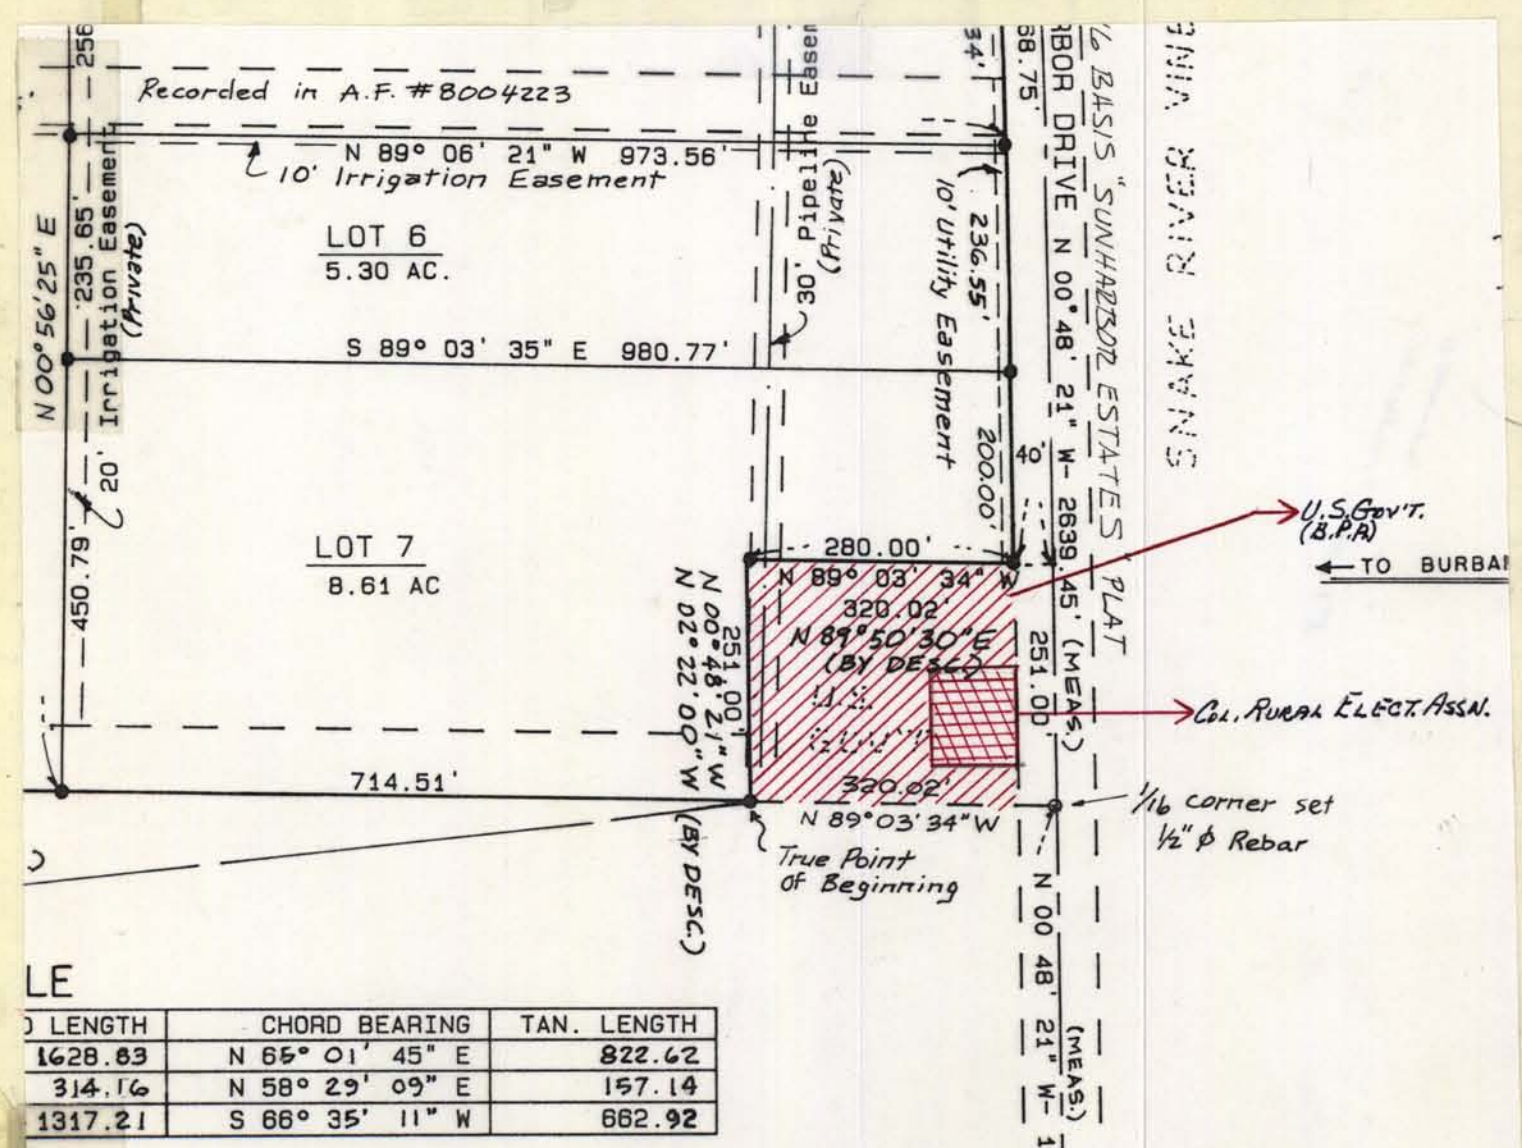 256
Recorded in A.F. #8004223
N 89° 06' 21" W 973.56'
10' Irrigation Easement
LOT 6
5.30 AC.
N 00°56'25" E
235.65'
20' Irrigation Easement
(Private)
30' Pipeline Easem
(Private)
34'
68.75'
RBOR DRIVE N 00° 48' 21" W- 2639.45' (MEAS.)
BASIS "SUNHARBOR ESTATES" PLAT
SNAKE RIVER VINE
236.55'
10' Utility Easement
S 89° 03' 35" E 980.77'
200.00'
40'
U.S. GOV'T.
(B.P.A)
TO BURBA
LOT 7
8.61 AC
450.79'
280.00'
N 89° 03' 34" W
320.02'
N 89°50'30"E
(BY DESC.)
U.S.
GOV'T
251.00'
N 00° 48' 21" W
N 02° 22' 00" W (BY DESC.)
251.00'
COL. RURAL ELECT. ASSN.
714.51'
320.02'
N 89°03'34"W
1/16 corner set
1/2" Ø Rebar
True Point
of Beginning
N 00 48' 21" W- 1
(MEAS.)
LE
D LENGTH CHORD BEARING TAN. LENGTH
1628.83 N 65° 01' 45" E 822.62
314.16 N 58° 29' 09" E 157.14
1317.21 S 66° 35' 11" W 662.92